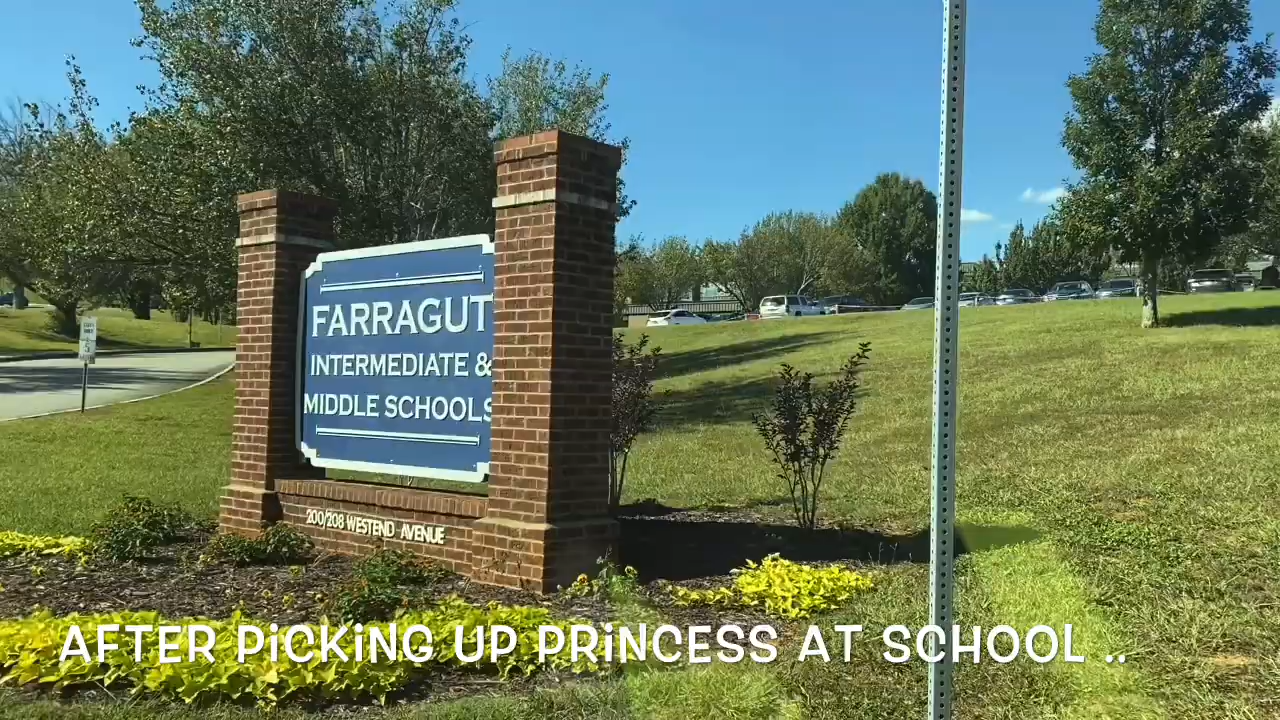 FARRAGUT
INTERMEDIATE &
MIDDLE SCHOOLS
200/208 WESTEND AVENUE
AFTER PiCKiNG UP PRiNCESS AT SCHOOL ..